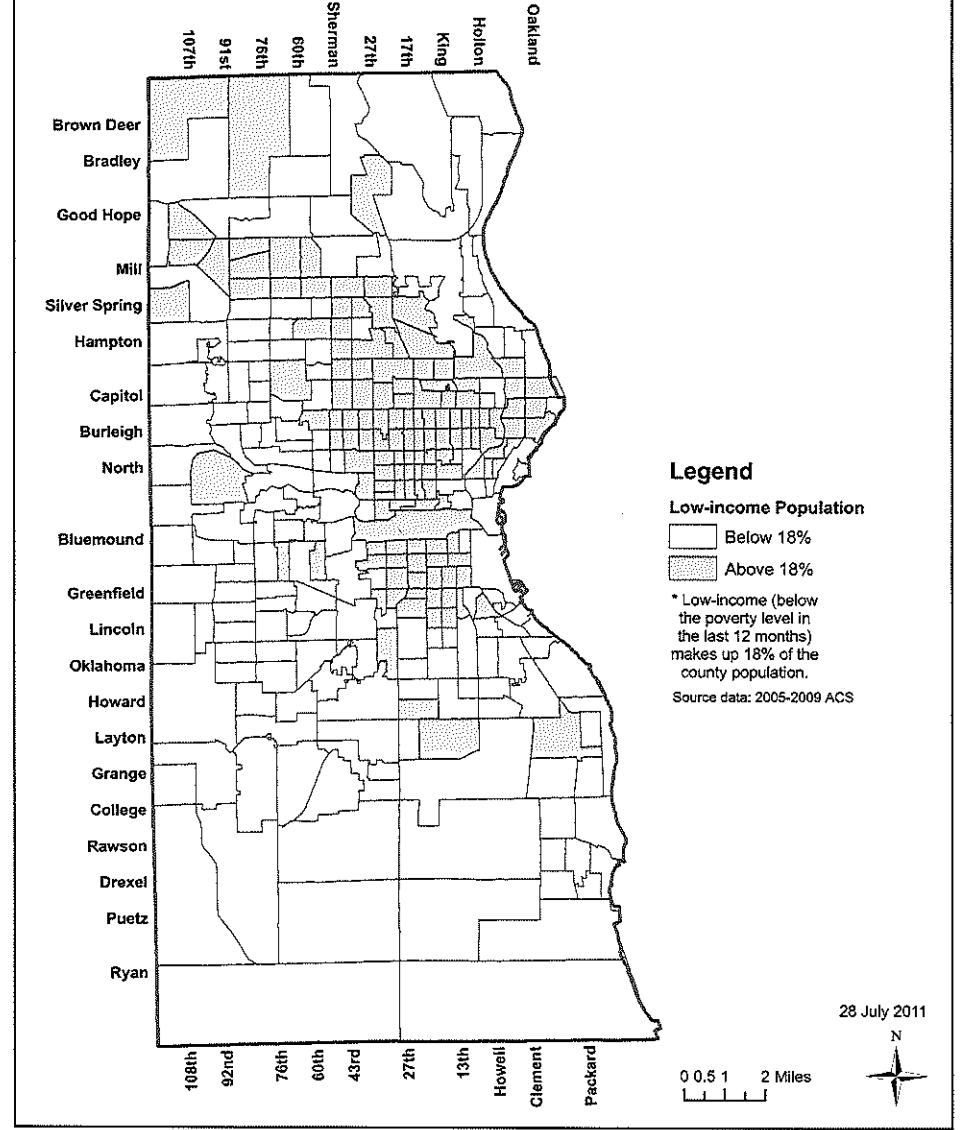 107th
91st
76th
60th
Sherman
27th
17th
King
Holton
Oakland
Brown Deer
Bradley
Good Hope
Mill
Silver Spring
Hampton
Capitol
Burleigh
North
Bluemound
Greenfield
Lincoln
Oklahoma
Howard
Layton
Grange
College
Rawson
Drexel
Puetz
Ryan
Legend
Low-income Population
Below 18%
Above 18%
* Low-income (below
the poverty level in
the last 12 months)
makes up 18% of the
county population.
Source data: 2005-2009 ACS
28 July 2011
N
0 0.5 1 2 Miles
108th
92nd
76th
60th
43rd
27th
13th
Howell
Clement
Packard